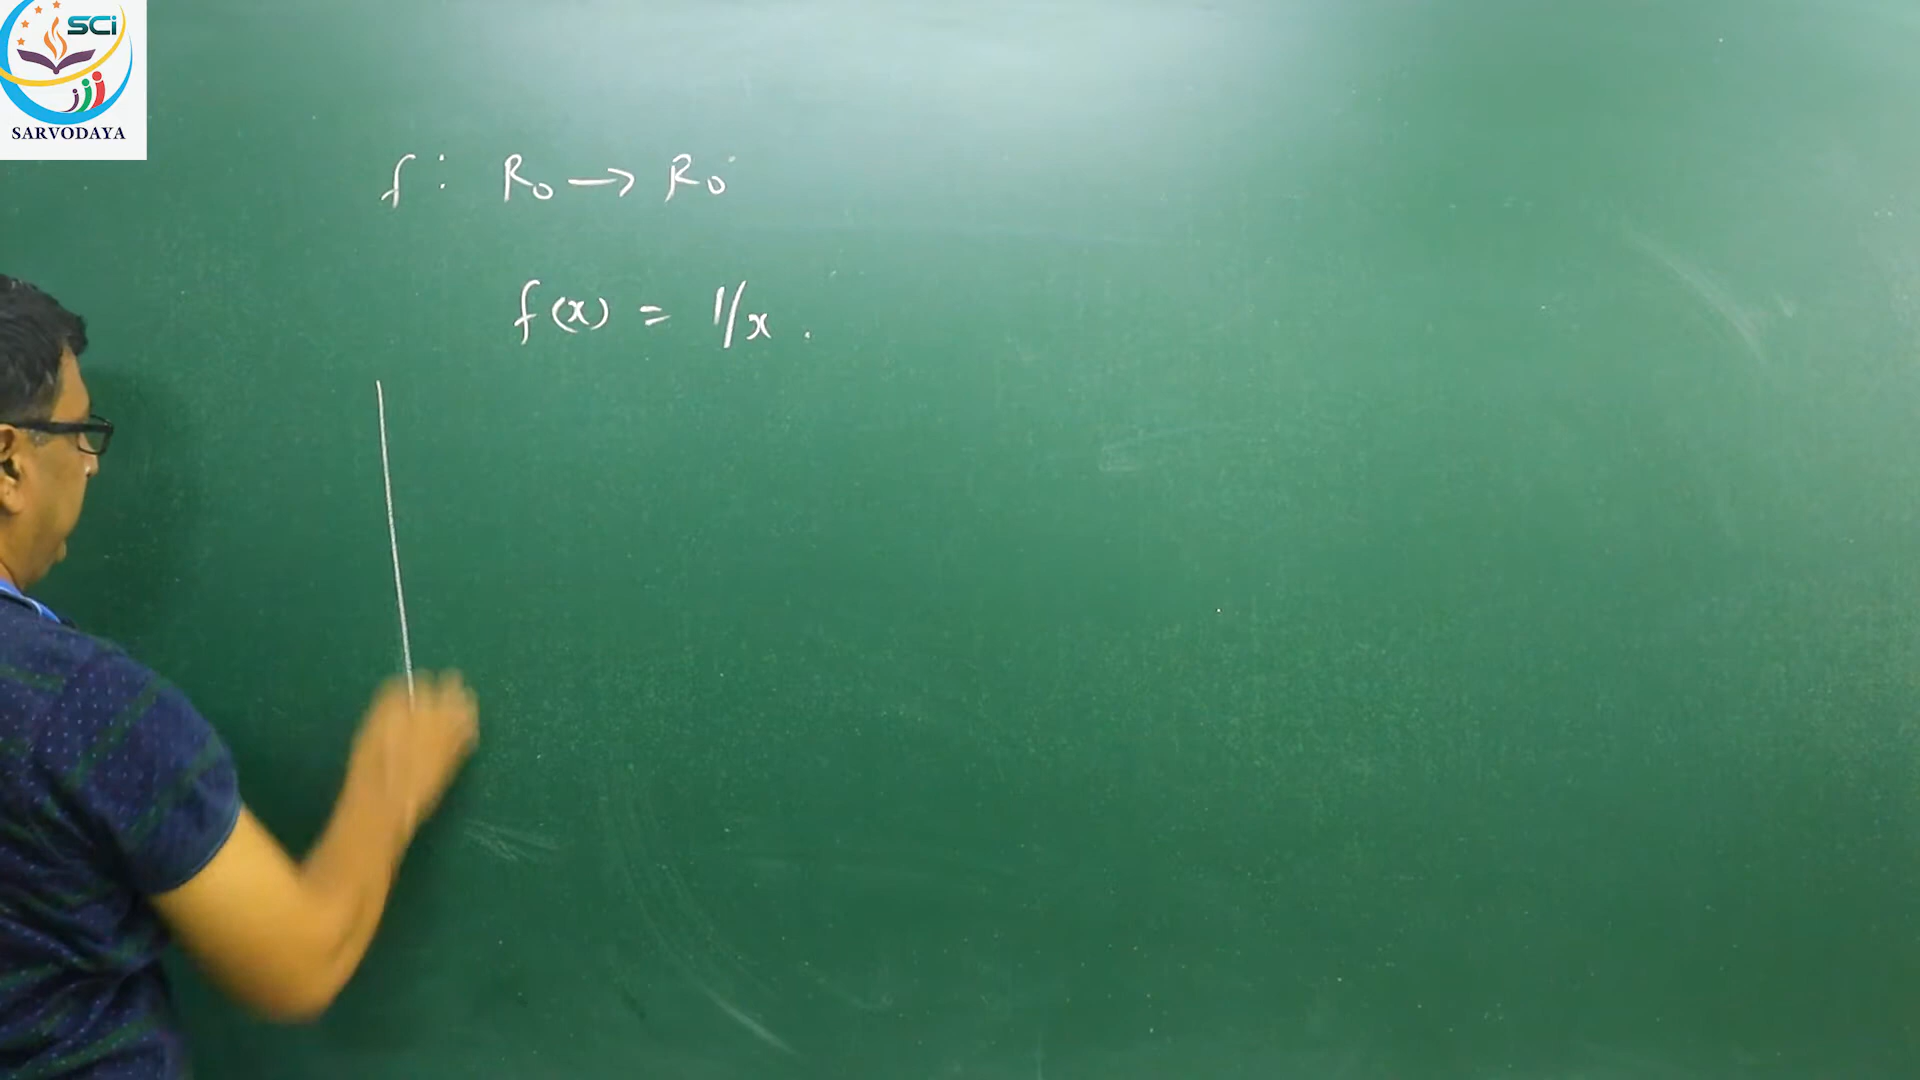 SCi
SARVODAYA
f : R₀ → R₀
f(x) = 1/x .